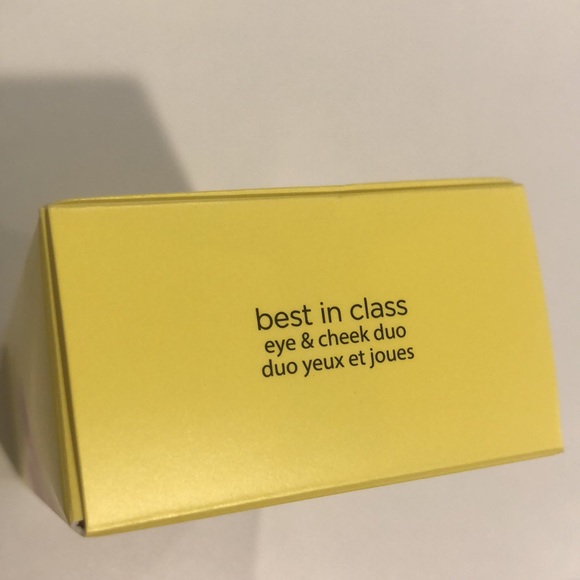 best in class
eye & cheek duo
duo yeux et joues